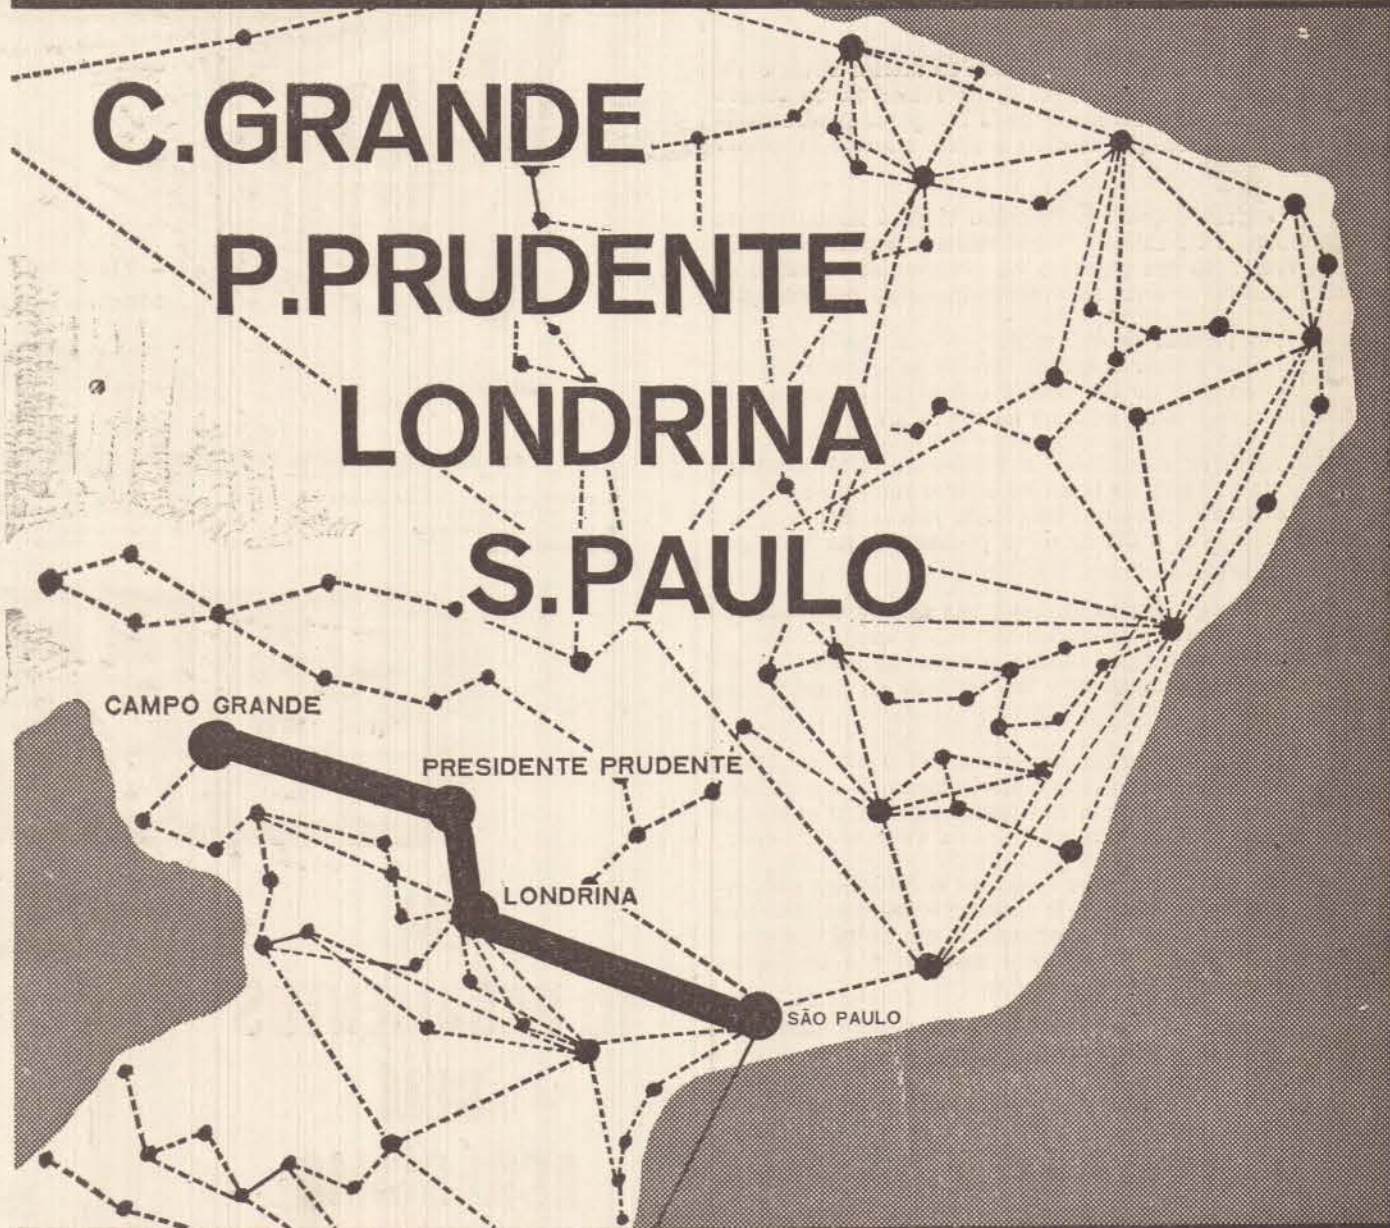 C.GRANDE
P.PRUDENTE
LONDRINA
S.PAULO
CAMPO GRANDE
PRESIDENTE PRUDENTE
LONDRINA
SÃO PAULO